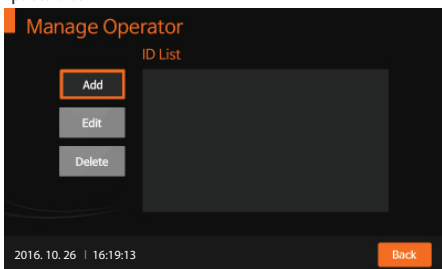 Manage Operator
ID List
Add
Edit
Delete
2016. 10. 26 | 16:19:13
Back